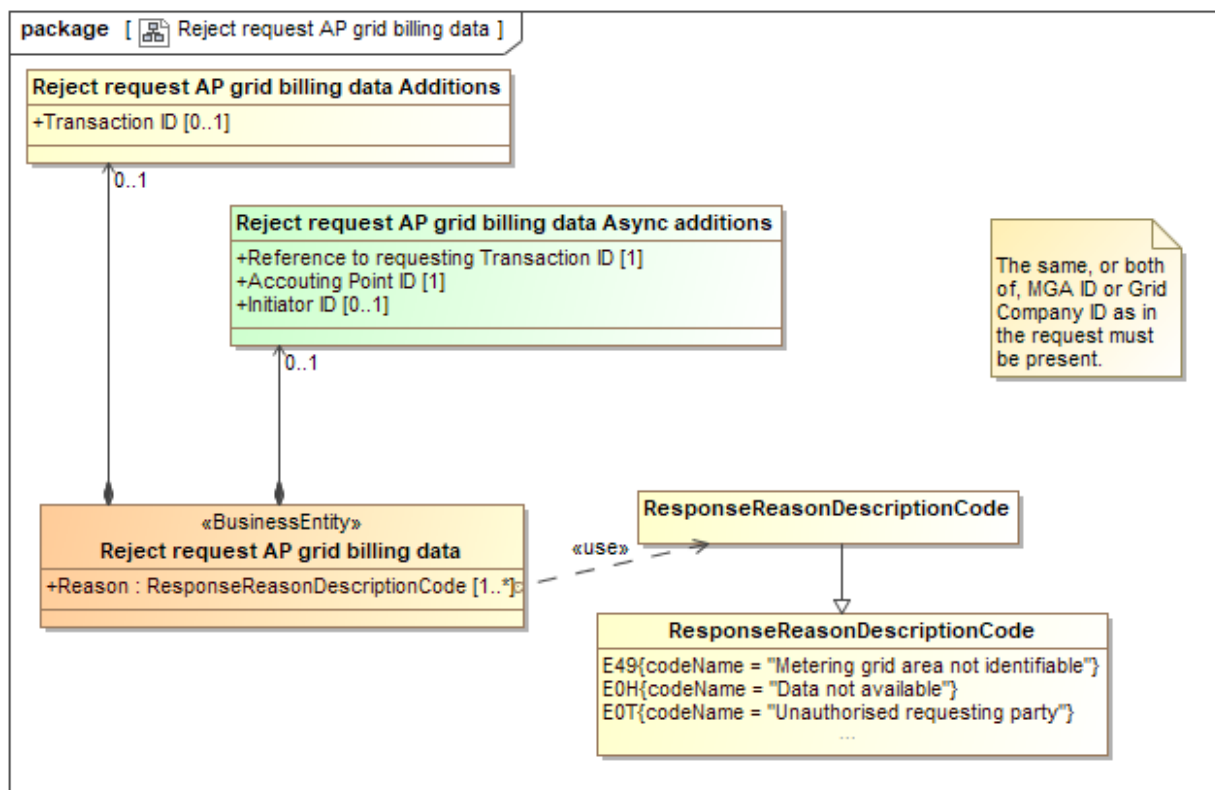 package [ Reject request AP grid billing data ]
Reject request AP grid billing data Additions
+Transaction ID [0..1]
0..1
Reject request AP grid billing data Async additions
+Reference to requesting Transaction ID [1]
+Accouting Point ID [1]
+Initiator ID [0..1]
0..1
The same, or both
of, MGA ID or Grid
Company ID as in
the request must
be present.
«BusinessEntity»
Reject request AP grid billing data
+Reason : ResponseReasonDescriptionCode [1..*]
«use»
ResponseReasonDescriptionCode
ResponseReasonDescriptionCode
E49{codeName = "Metering grid area not identifiable"}
E0H{codeName = "Data not available"}
E0T{codeName = "Unauthorised requesting party"}
...